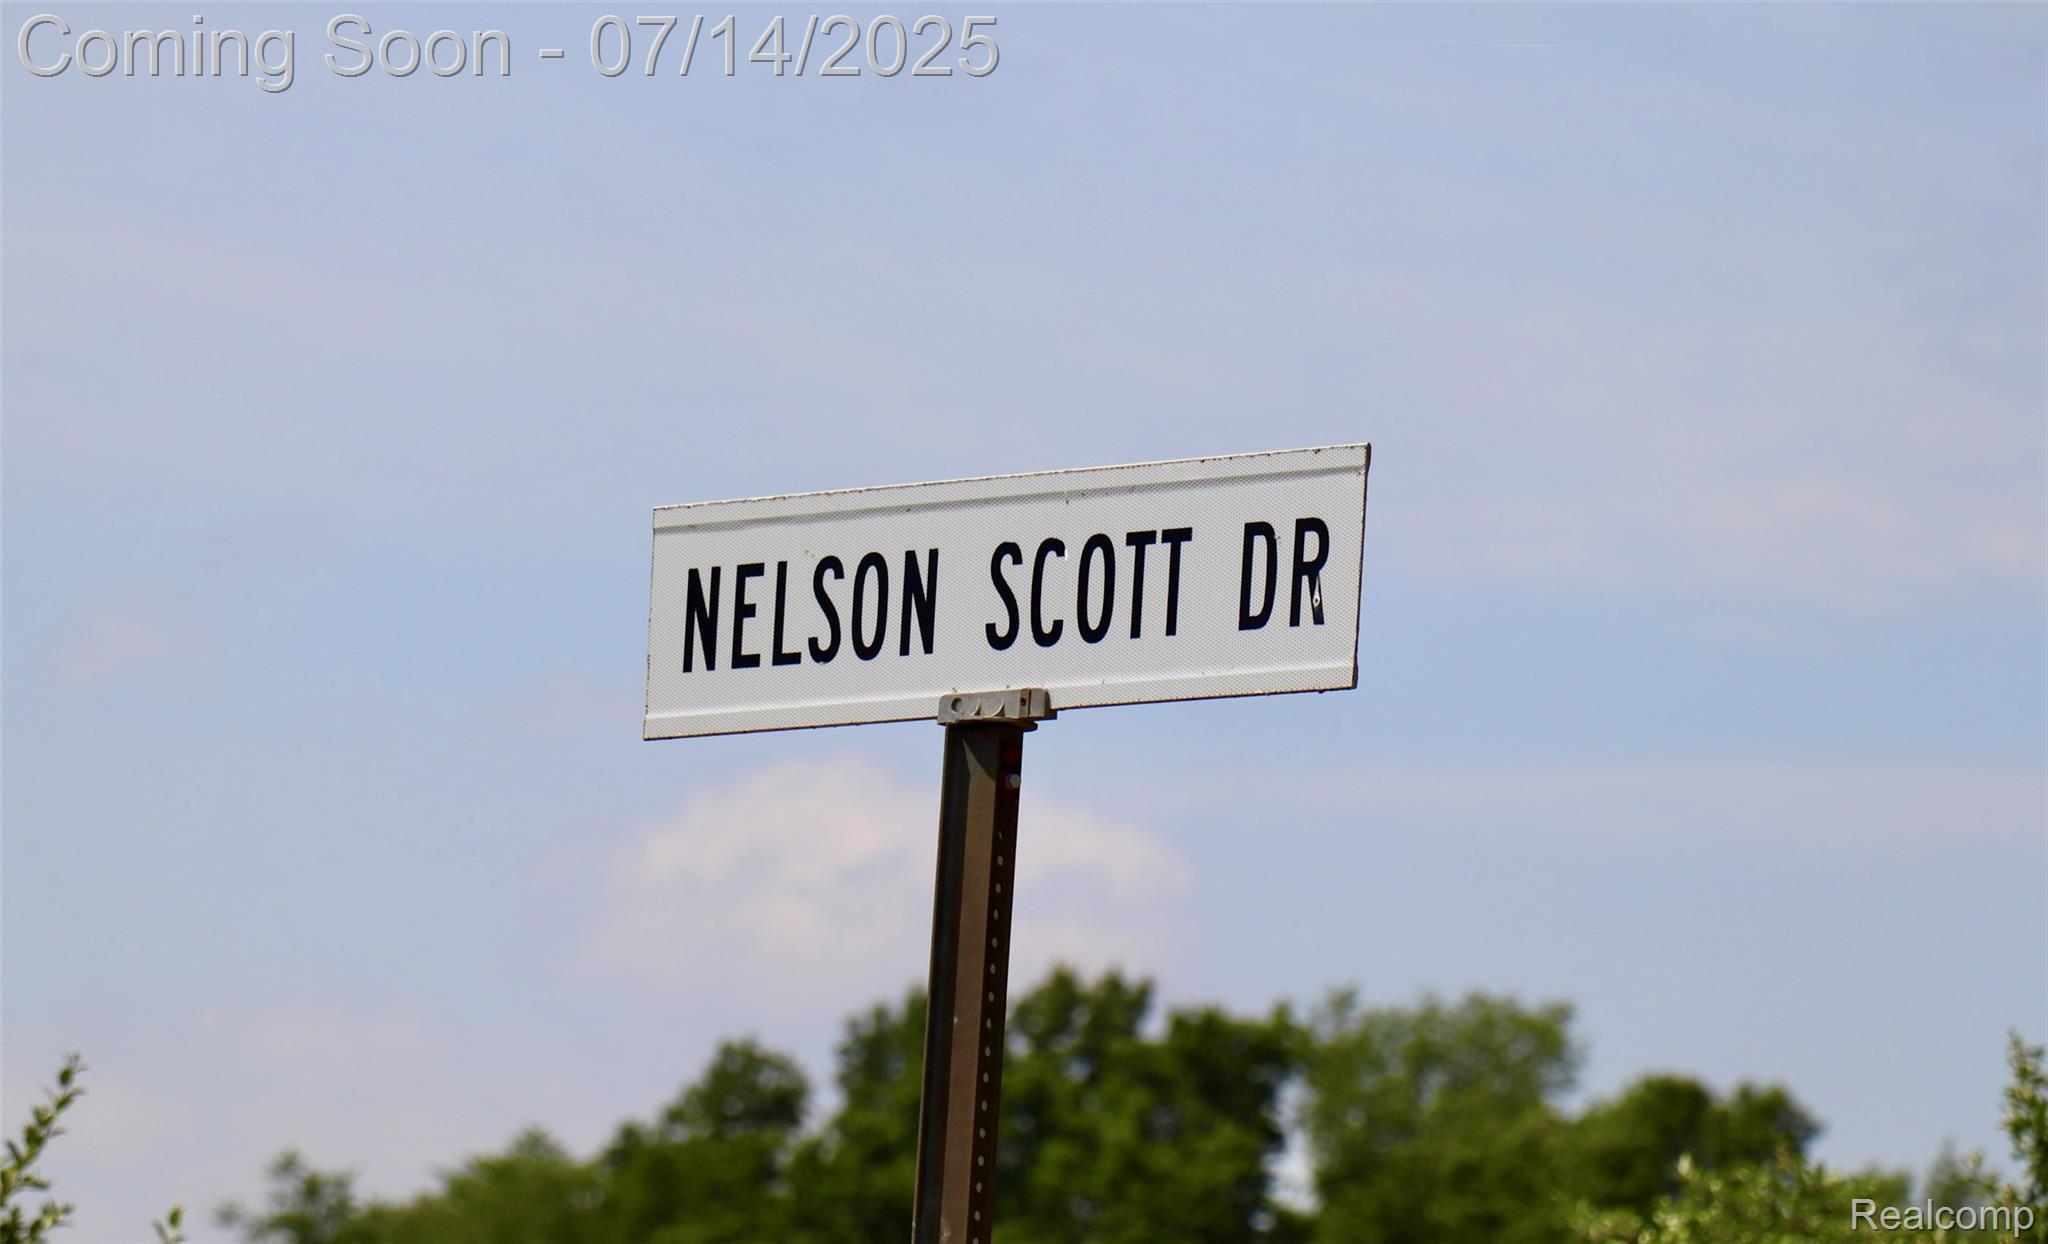 Coming Soon - 07/14/2025
NELSON SCOTT DR
Realcomp